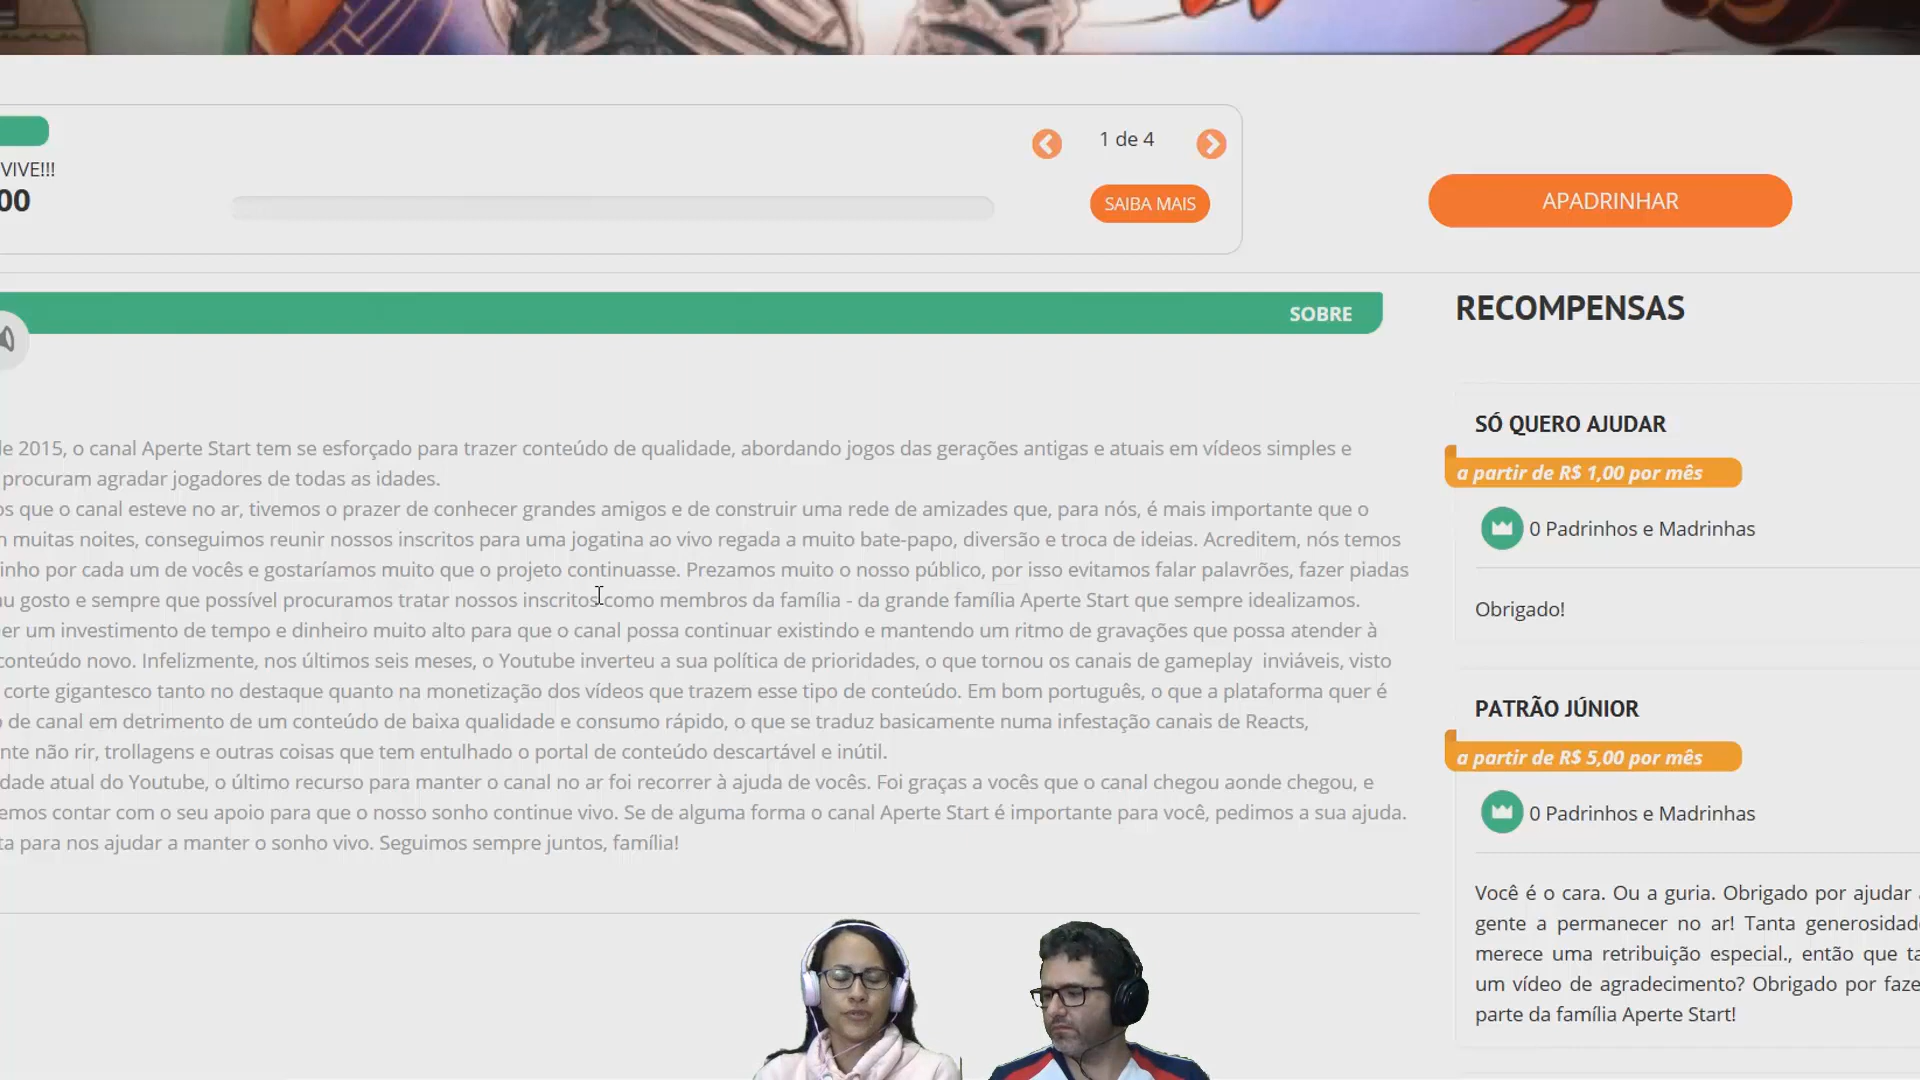 VIVE!!!
00
1 de 4
SAIBA MAIS
APADRINHAR
SOBRE
de 2015, o canal Aperte Start tem se esforçado para trazer conteúdo de qualidade, abordando jogos das gerações antigas e atuais em vídeos simples e
procuram agradar jogadores de todas as idades.
os que o canal esteve no ar, tivemos o prazer de conhecer grandes amigos e de construir uma rede de amizades que, para nós, é mais importante que o
m muitas noites, conseguimos reunir nossos inscritos para uma jogatina ao vivo regada a muito bate-papo, diversão e troca de ideias. Acreditem, nós temos
inho por cada um de vocês e gostaríamos muito que o projeto continuasse. Prezamos muito o nosso público, por isso evitamos falar palavrões, fazer piadas
au gosto e sempre que possível procuramos tratar nossos inscritos como membros da família - da grande família Aperte Start que sempre idealizamos.
er um investimento de tempo e dinheiro muito alto para que o canal possa continuar existindo e mantendo um ritmo de gravações que possa atender à
conteúdo novo. Infelizmente, nos últimos seis meses, o Youtube inverteu a sua política de prioridades, o que tornou os canais de gameplay inviáveis, visto
corte gigantesco tanto no destaque quanto na monetização dos vídeos que trazem esse tipo de conteúdo. Em bom português, o que a plataforma quer é
o de canal em detrimento de um conteúdo de baixa qualidade e consumo rápido, o que se traduz basicamente numa infestação canais de Reacts,
nte não rir, trollagens e outras coisas que tem entulhado o portal de conteúdo descartável e inútil.
dade atual do Youtube, o último recurso para manter o canal no ar foi recorrer à ajuda de vocês. Foi graças a vocês que o canal chegou aonde chegou, e
emos contar com o seu apoio para que o nosso sonho continue vivo. Se de alguma forma o canal Aperte Start é importante para você, pedimos a sua ajuda.
ta para nos ajudar a manter o sonho vivo. Seguimos sempre juntos, família!
RECOMPENSAS
SÓ QUERO AJUDAR
a partir de R$ 1,00 por mês
0 Padrinhos e Madrinhas
Obrigado!
PATRÃO JÚNIOR
a partir de R$ 5,00 por mês
0 Padrinhos e Madrinhas
Você é o cara. Ou a guria. Obrigado por ajudar a
gente a permanecer no ar! Tanta generosidade
merece uma retribuição especial., então que ta
um vídeo de agradecimento? Obrigado por faze
parte da família Aperte Start!